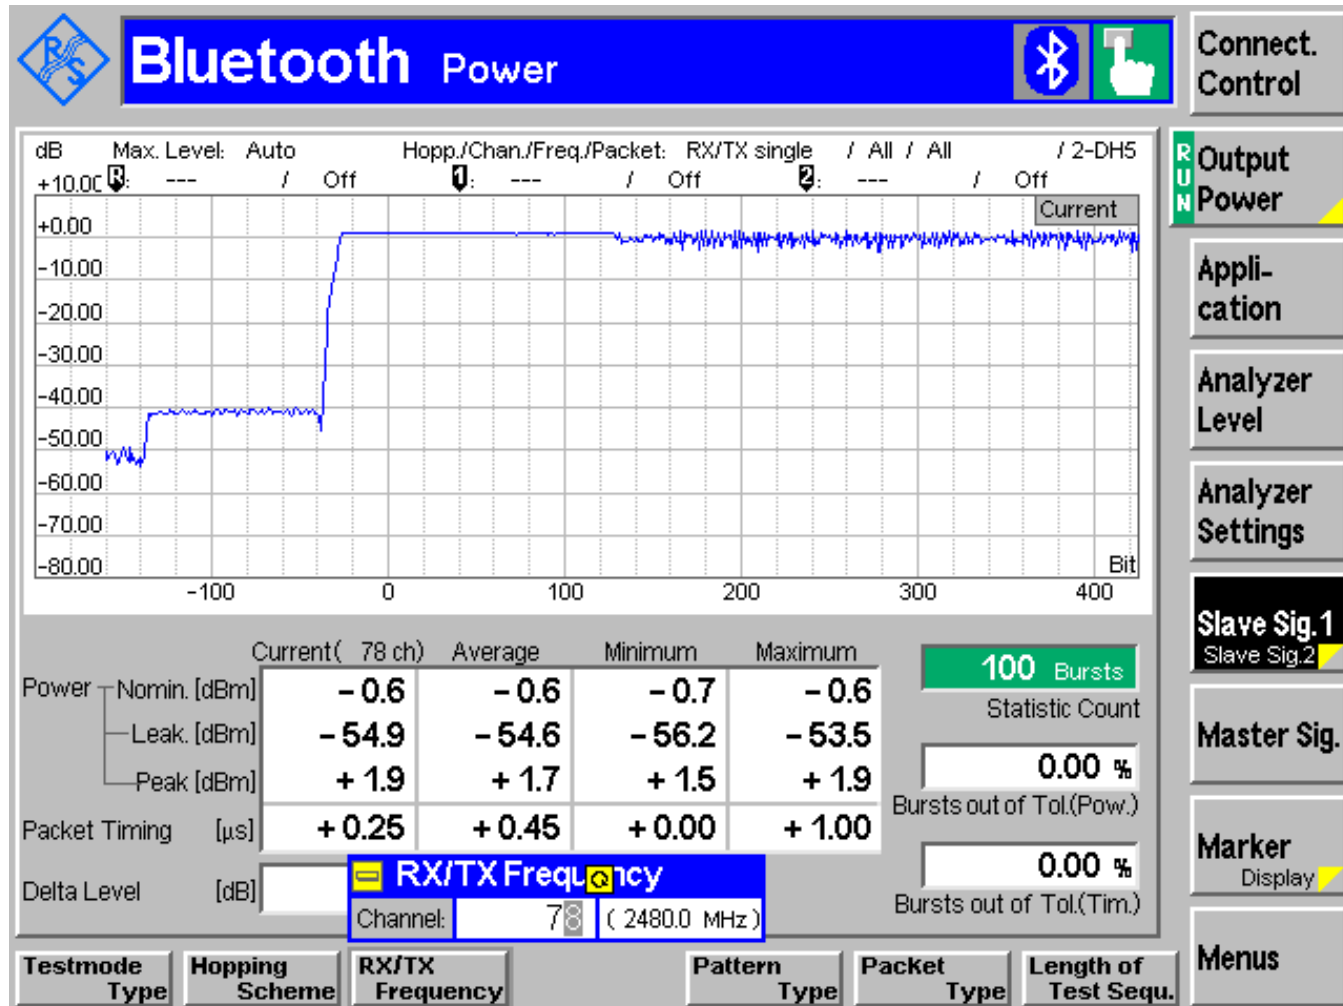 R S
Bluetooth Power
Connect. Control
dB Max. Level: Auto Hopp./Chan./Freq./Packet: RX/TX single / All / All / 2-DH5
+10.00 R: --- / Off 1: --- / Off 2: --- / Off
Current
+0.00
-10.00
-20.00
-30.00
-40.00
-50.00
-60.00
-70.00
-80.00
Bit
-100 0 100 200 300 400
RUN Output Power
Appli-
cation
Analyzer
Level
Analyzer
Settings
Slave Sig.1
Slave Sig.2
Master Sig.
Marker
Display
Menus
Current( 78 ch) Average Minimum Maximum
Power Nomin. [dBm] - 0.6 - 0.6 - 0.7 - 0.6
Leak. [dBm] - 54.9 - 54.6 - 56.2 - 53.5
Peak [dBm] + 1.9 + 1.7 + 1.5 + 1.9
Packet Timing [µs] + 0.25 + 0.45 + 0.00 + 1.00
Delta Level [dB]
100 Bursts
Statistic Count
0.00 %
Bursts out of Tol.(Pow.)
0.00 %
Bursts out of Tol.(Tim.)
RX/TX Frequency
Channel: 78 ( 2480.0 MHz )
Testmode Type
Hopping Scheme
RX/TX Frequency
Pattern Type
Packet Type
Length of Test Sequ.